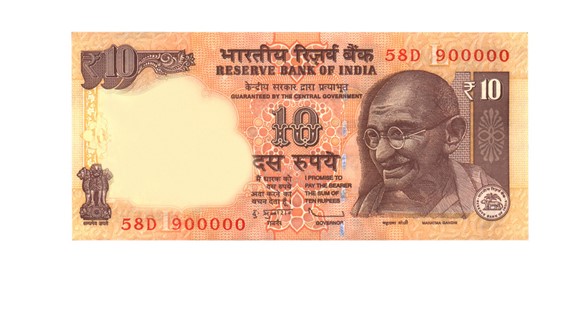 भारतीय रिज़र्व बैंक
58D 900000
10
RESERVE BANK OF INDIA
केन्द्रीय सरकार द्वारा प्रत्याभूत
GUARANTEED BY THE CENTRAL GOVERNMENT
₹ 10
10
दस रुपये
मैं धारक को
दस रुपये
अदा करने का
वचन देता हूँ
I PROMISE TO
PAY THE BEARER
THE SUM OF
TEN RUPEES
गवर्नर
GOVERNOR
58D 900000
महात्मा गांधी
MAHATMA GANDHI
सत्यमेव जयते